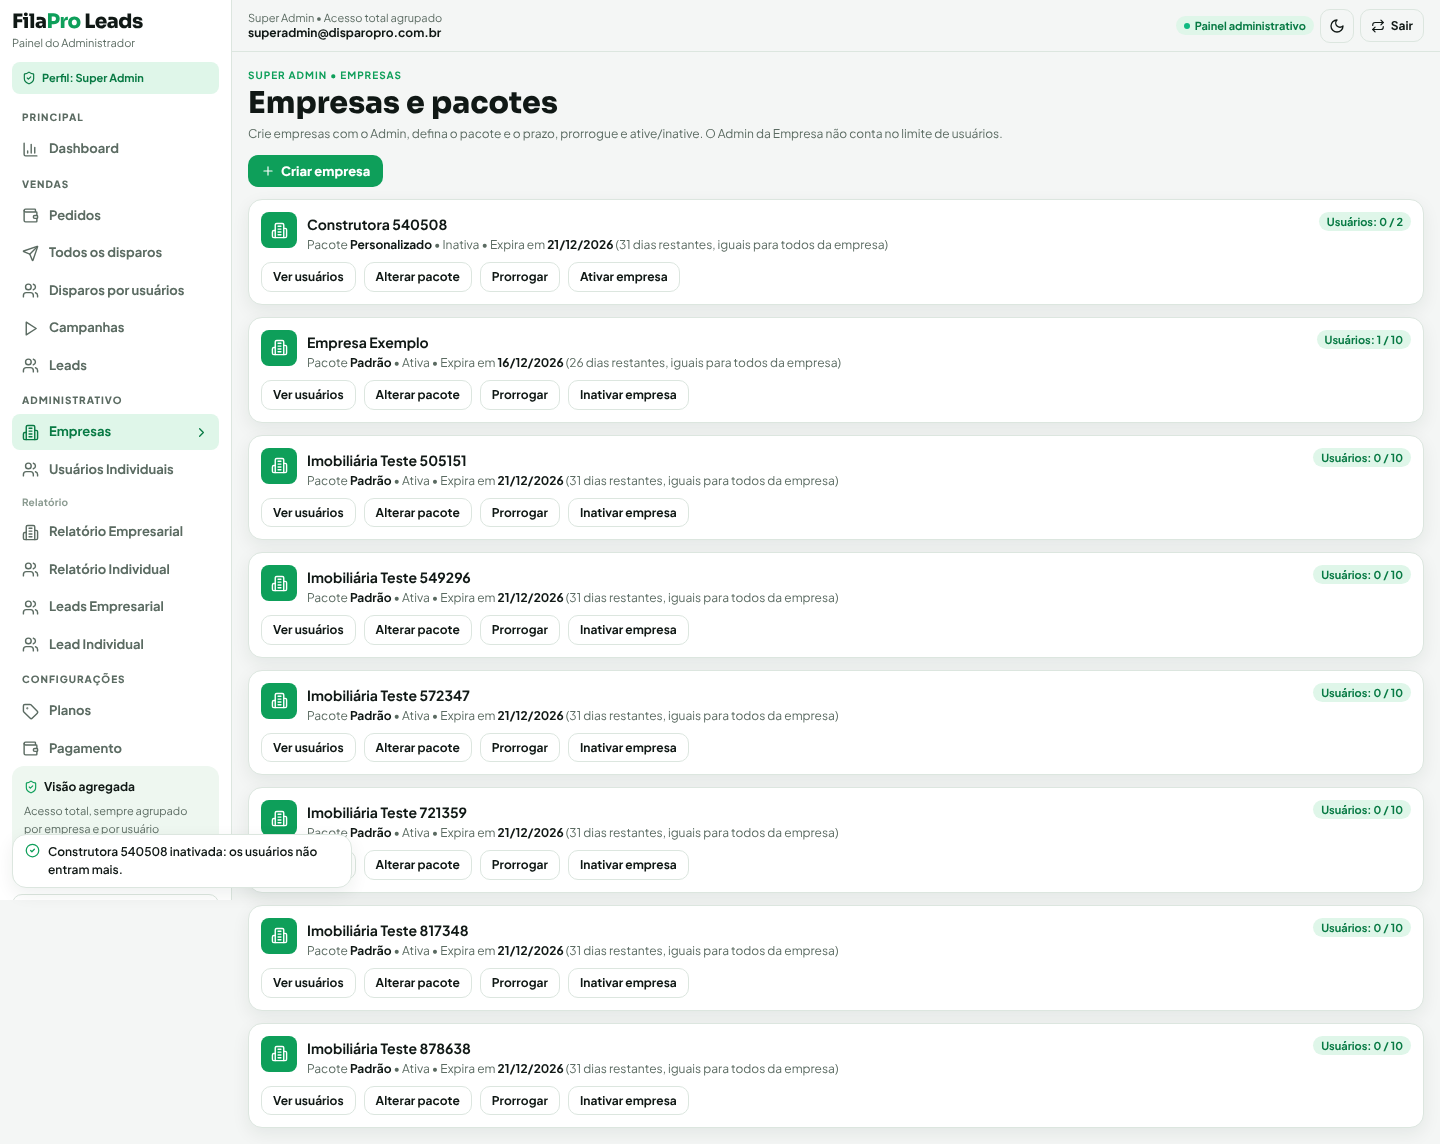 FilaPro Leads
Painel do Administrador
Perfil: Super Admin
PRINCIPAL
Dashboard
VENDAS
Pedidos
Todos os disparos
Disparos por usuários
Campanhas
Leads
ADMINISTRATIVO
Empresas
Usuários Individuais
Relatório
Relatório Empresarial
Relatório Individual
Leads Empresarial
Lead Individual
CONFIGURAÇÕES
Planos
Pagamento
Visão agregada
Acesso total, sempre agrupado
por empresa e por usuário
Construtora 540508 inativada: os usuários não
entram mais.
Super Admin • Acesso total agrupado
superadmin@disparopro.com.br
Painel administrativo
Sair
SUPER ADMIN • EMPRESAS
Empresas e pacotes
Crie empresas com o Admin, defina o pacote e o prazo, prorrogue e ative/inative. O Admin da Empresa não conta no limite de usuários.
+ Criar empresa
Construtora 540508
Usuários: 0 / 2
Pacote Personalizado • Inativa • Expira em 21/12/2026 (31 dias restantes, iguais para todos da empresa)
Ver usuários Alterar pacote Prorrogar Ativar empresa
Empresa Exemplo
Usuários: 1 / 10
Pacote Padrão • Ativa • Expira em 16/12/2026 (26 dias restantes, iguais para todos da empresa)
Ver usuários Alterar pacote Prorrogar Inativar empresa
Imobiliária Teste 505151
Usuários: 0 / 10
Pacote Padrão • Ativa • Expira em 21/12/2026 (31 dias restantes, iguais para todos da empresa)
Ver usuários Alterar pacote Prorrogar Inativar empresa
Imobiliária Teste 549296
Usuários: 0 / 10
Pacote Padrão • Ativa • Expira em 21/12/2026 (31 dias restantes, iguais para todos da empresa)
Ver usuários Alterar pacote Prorrogar Inativar empresa
Imobiliária Teste 572347
Usuários: 0 / 10
Pacote Padrão • Ativa • Expira em 21/12/2026 (31 dias restantes, iguais para todos da empresa)
Ver usuários Alterar pacote Prorrogar Inativar empresa
Imobiliária Teste 721359
Usuários: 0 / 10
Pacote Padrão • Ativa • Expira em 21/12/2026 (31 dias restantes, iguais para todos da empresa)
Alterar pacote Prorrogar Inativar empresa
Imobiliária Teste 817348
Usuários: 0 / 10
Pacote Padrão • Ativa • Expira em 21/12/2026 (31 dias restantes, iguais para todos da empresa)
Ver usuários Alterar pacote Prorrogar Inativar empresa
Imobiliária Teste 878638
Usuários: 0 / 10
Pacote Padrão • Ativa • Expira em 21/12/2026 (31 dias restantes, iguais para todos da empresa)
Ver usuários Alterar pacote Prorrogar Inativar empresa